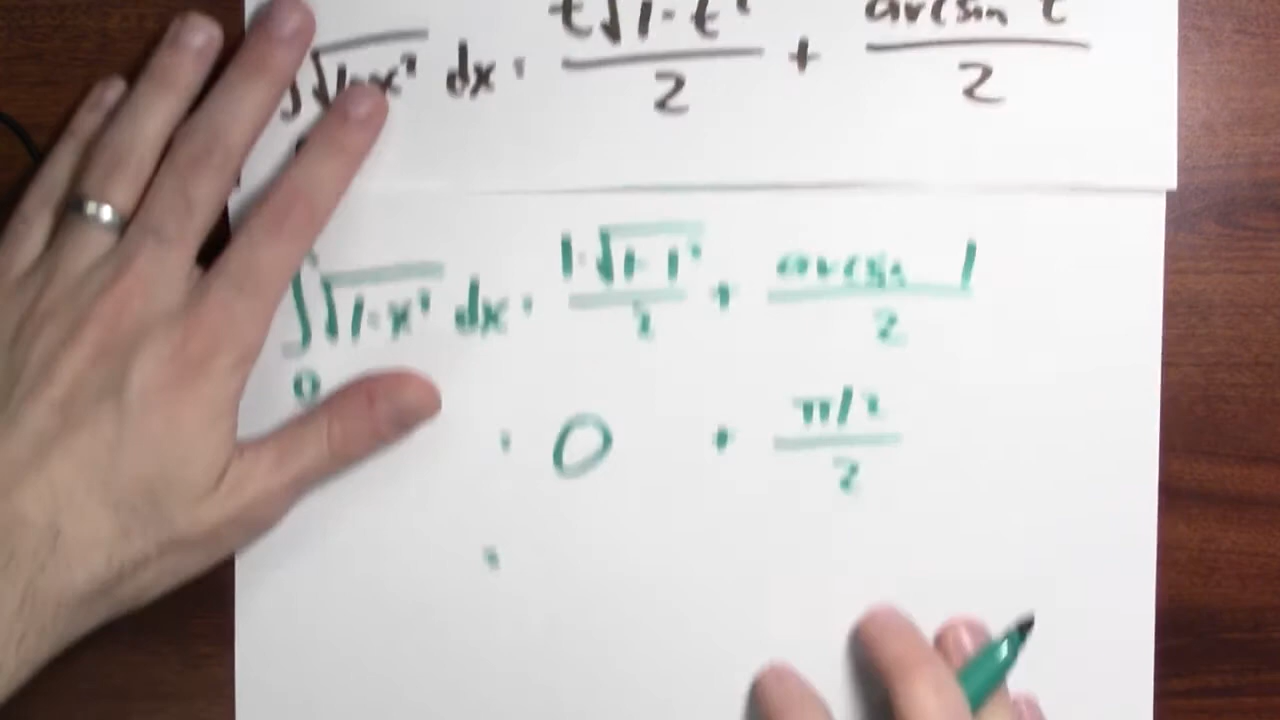 ∫√1-x² dx = t√1-t² / 2 + arcsin t / 2
∫₀ √1-x² dx = 1·√1-1² / 2 + arcsin 1 / 2
= 0 + π/2 / 2
=